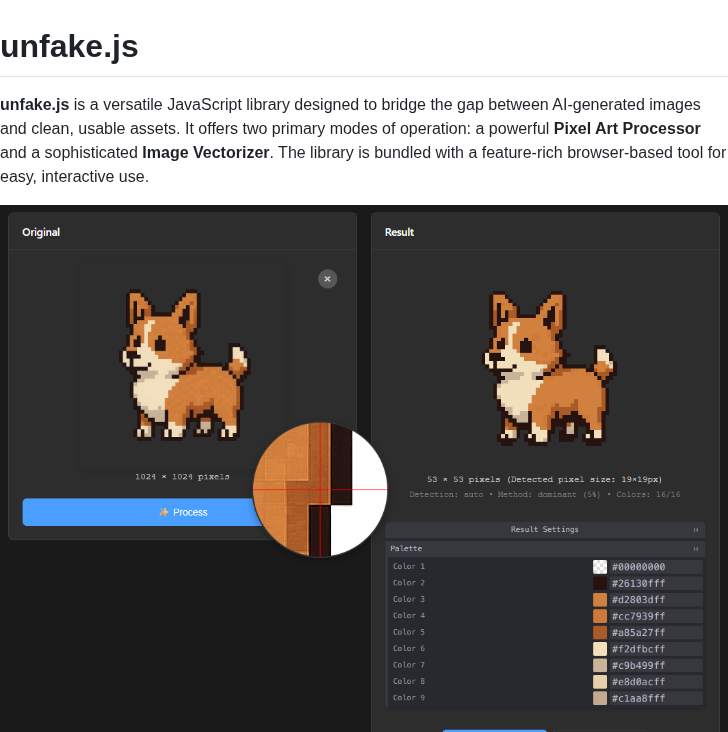 unfake.js
unfake.js is a versatile JavaScript library designed to bridge the gap between AI-generated images
and clean, usable assets. It offers two primary modes of operation: a powerful Pixel Art Processor
and a sophisticated Image Vectorizer. The library is bundled with a feature-rich browser-based tool for
easy, interactive use.
Original
1024 × 1024 pixels
✨ Process
Result
53 × 53 pixels (Detected pixel size: 19×19px)
Detection: auto • Method: dominant (5%) • Colors: 16/16
Result Settings
Palette
Color 1 #00000000
Color 2 #26130fff
Color 3 #d2803dff
Color 4 #cc7939ff
Color 5 #a85a27ff
Color 6 #f2dfbcff
Color 7 #c9b499ff
Color 8 #e8d0acff
Color 9 #c1aa8fff